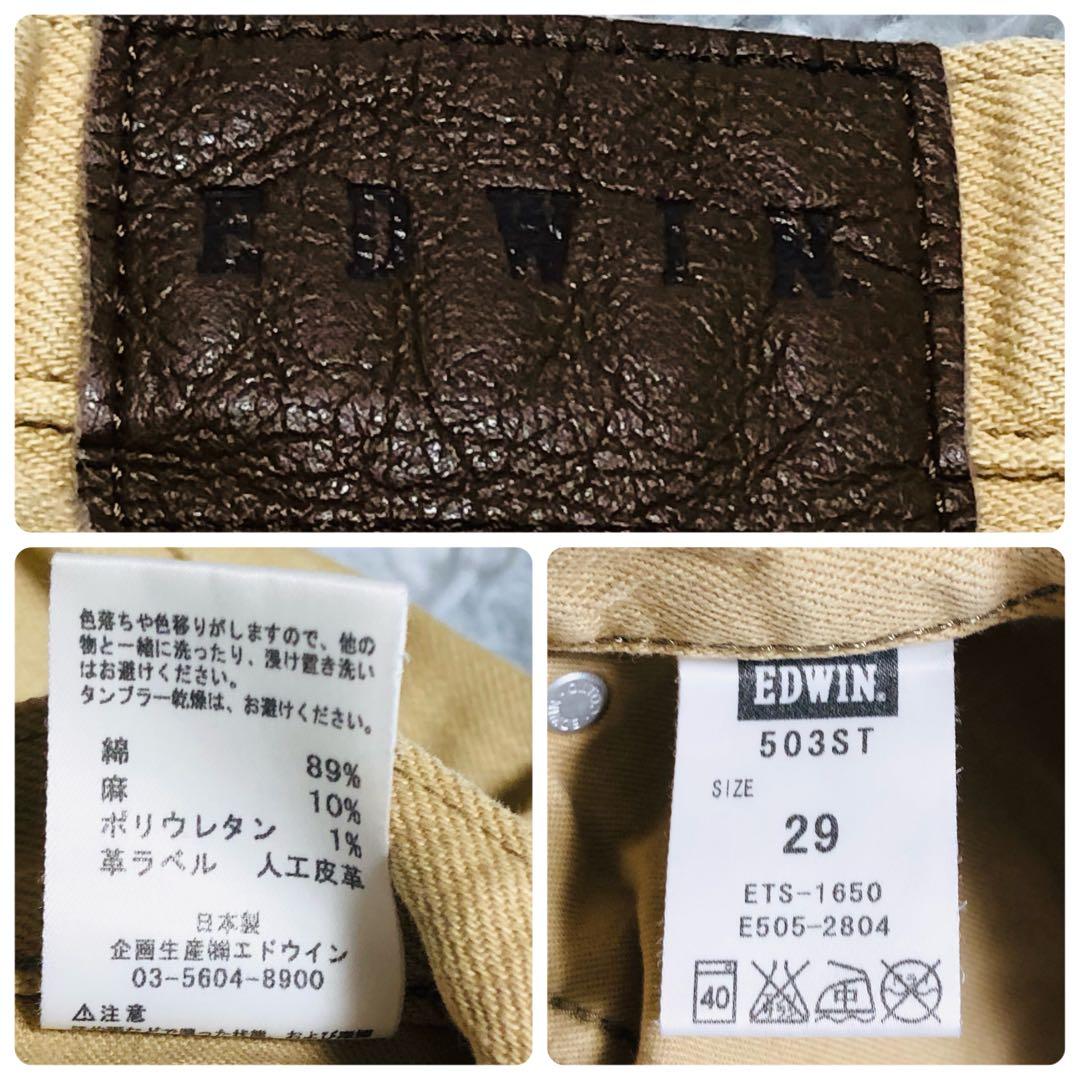 EDWIN
色落ちや色移りがしますので、他の
物と一緒に洗ったり、浸け置き洗い
はお避けください。
タンブラー乾燥は、お避けください。
綿 89%
麻 10%
ポリウレタン 1%
革ラベル 人工皮革
日本製
企画生産㈱エドウイン
03-5604-8900
⚠注意
EDWIN.
503ST
SIZE
29
ETS-1650
E505-2804
40 中